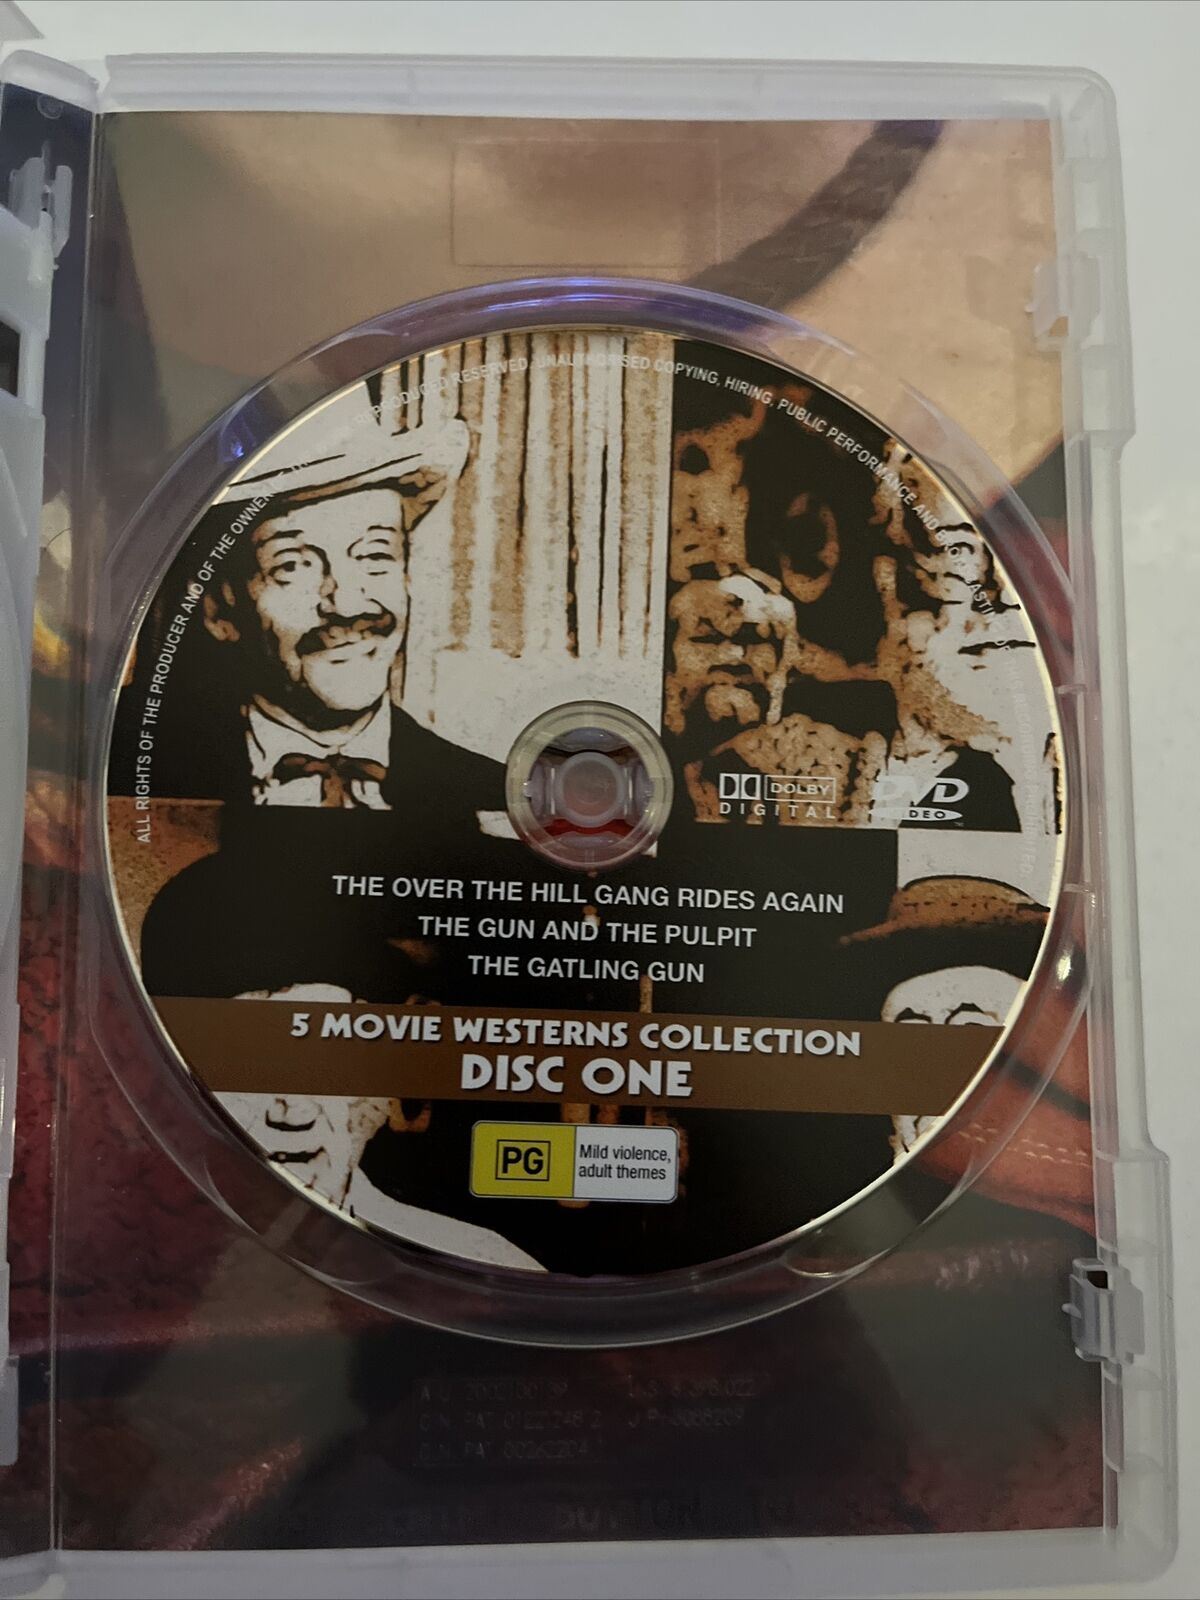 ALL RIGHTS OF THE PRODUCER AND OF THE OWNER REPRODUCED RESERVED. UNAUTHORISED COPYING, HIRING, PUBLIC PERFORMANCE AND
DOLBY
DIGITAL
DVD
VIDEO
THE OVER THE HILL GANG RIDES AGAIN
THE GUN AND THE PULPIT
THE GATLING GUN
5 MOVIE WESTERNS COLLECTION
DISC ONE
PG
Mild violence,
adult themes